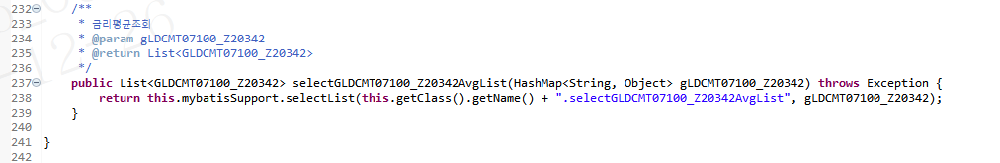 232 /**
233 * 금리평균조회
234 * @param gLDCMT07100_Z20342
235 * @return List<GLDCMT07100_Z20342>
236 */
237 public List<GLDCMT07100_Z20342> selectGLDCMT07100_Z20342AvgList(HashMap<String, Object> gLDCMT07100_Z20342) throws Exception {
238 return this.mybatisSupport.selectList(this.getClass().getName() + ".selectGLDCMT07100_Z20342AvgList", gLDCMT07100_Z20342);
239 }
240
241 }
242